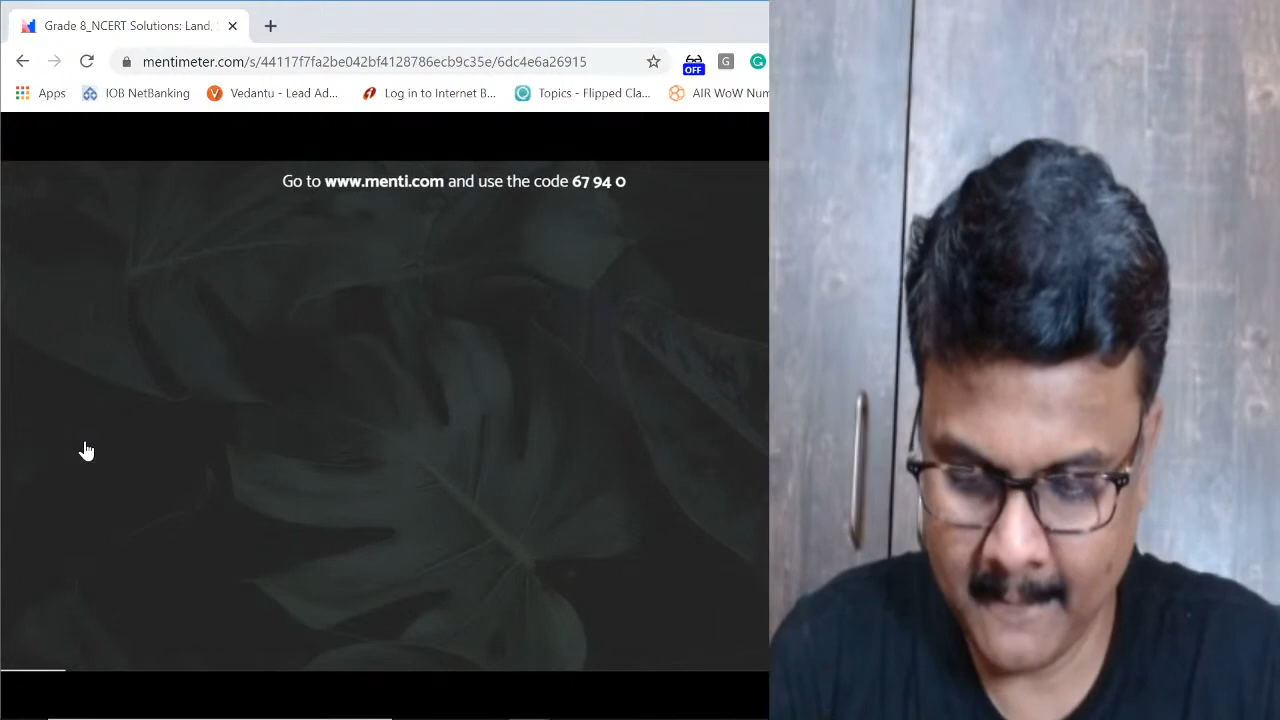 Grade 8_NCERT Solutions: Land,
mentimeter.com/s/44117f7fa2be042bf412876decb9c35e/6dc4e6a26915
OFF
G
Apps
IOB NetBanking
Vedantu - Lead Ad...
Log in to Internet B...
Topics - Flipped Cla...
AIR WoW Num
Go to www.menti.com and use the code 67 94 0